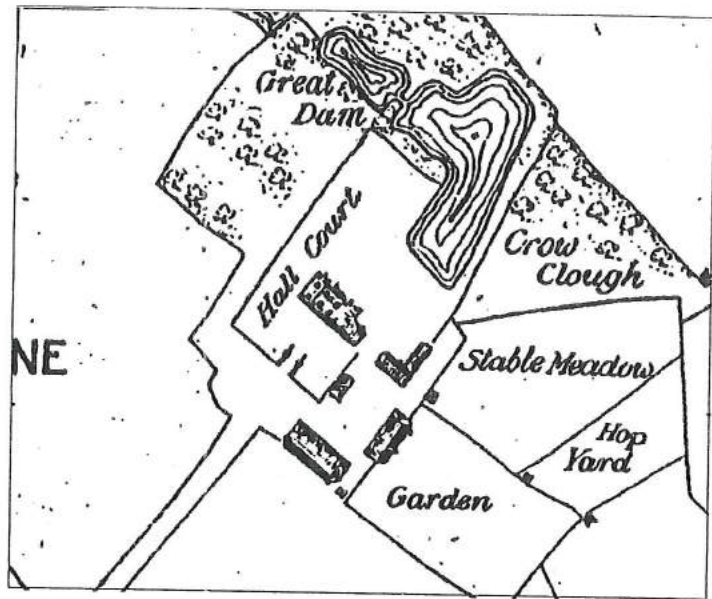 Great
Dam
Hall Court
Crow
Clough
NE
Stable Meadow
Hop
Yard
Garden